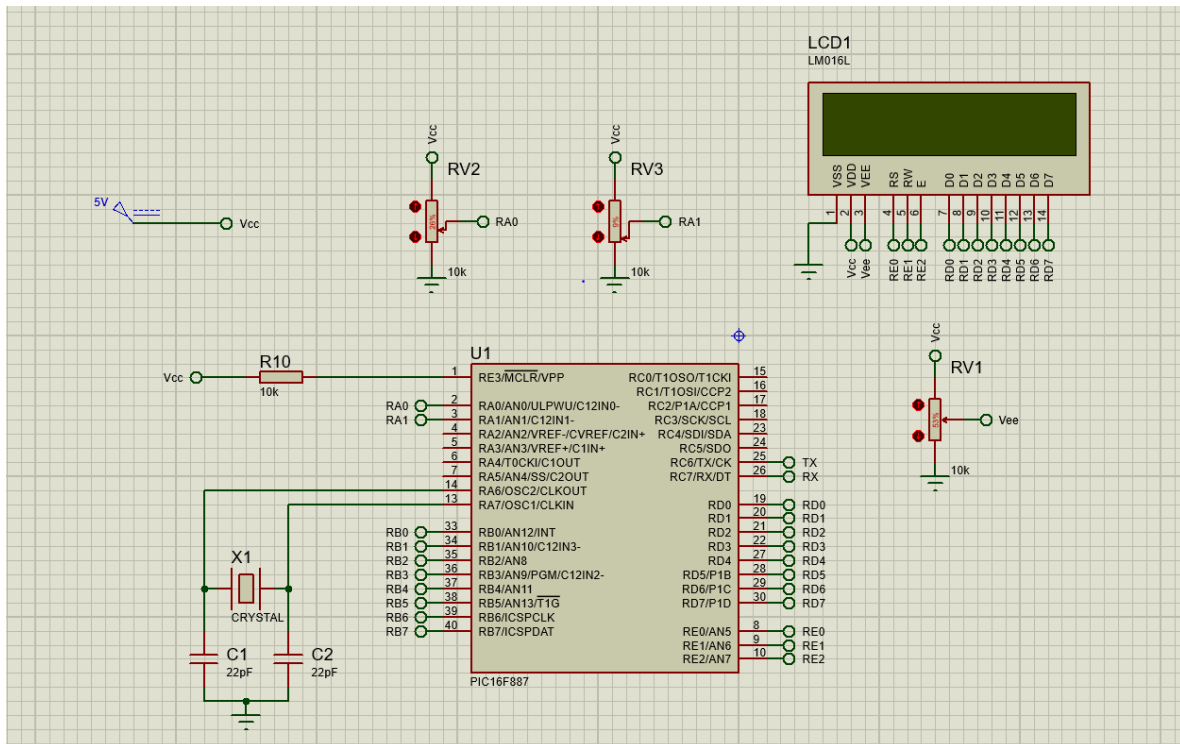 LCD1
LM016L
VSS
VDD
VEE
RS
RW
E
D0
D1
D2
D3
D4
D5
D6
D7
1
2
3
4
5
6
7
8
9
10
11
12
13
14
Vcc
Vee
RE0
RE1
RE2
RD0
RD1
RD2
RD3
RD4
RD5
RD6
RD7
5V
Vcc
Vcc
RV2
26%
RA0
10k
Vcc
RV3
9%
RA1
10k
Vcc
RV1
53%
Vee
10k
Vcc
R10
10k
U1
1 RE3/MCLR/VPP
RA0 2 RA0/AN0/ULPWU/C12IN0-
RA1 3 RA1/AN1/C12IN1-
4 RA2/AN2/VREF-/CVREF/C2IN+
5 RA3/AN3/VREF+/C1IN+
6 RA4/T0CKI/C1OUT
7 RA5/AN4/SS/C2OUT
14 RA6/OSC2/CLKOUT
13 RA7/OSC1/CLKIN
RB0 33 RB0/AN12/INT
RB1 34 RB1/AN10/C12IN3-
RB2 35 RB2/AN8
RB3 36 RB3/AN9/PGM/C12IN2-
RB4 37 RB4/AN11
RB5 38 RB5/AN13/T1G
RB6 39 RB6/ICSPCLK
RB7 40 RB7/ICSPDAT
RC0/T1OSO/T1CKI 15
RC1/T1OSI/CCP2 16
RC2/P1A/CCP1 17
RC3/SCK/SCL 18
RC4/SDI/SDA 23
RC5/SDO 24
RC6/TX/CK 25 TX
RC7/RX/DT 26 RX
RD0 19 RD0
RD1 20 RD1
RD2 21 RD2
RD3 22 RD3
RD4 27 RD4
RD5/P1B 28 RD5
RD6/P1C 29 RD6
RD7/P1D 30 RD7
RE0/AN5 8 RE0
RE1/AN6 9 RE1
RE2/AN7 10 RE2
PIC16F887
X1
CRYSTAL
C1
22pF
C2
22pF